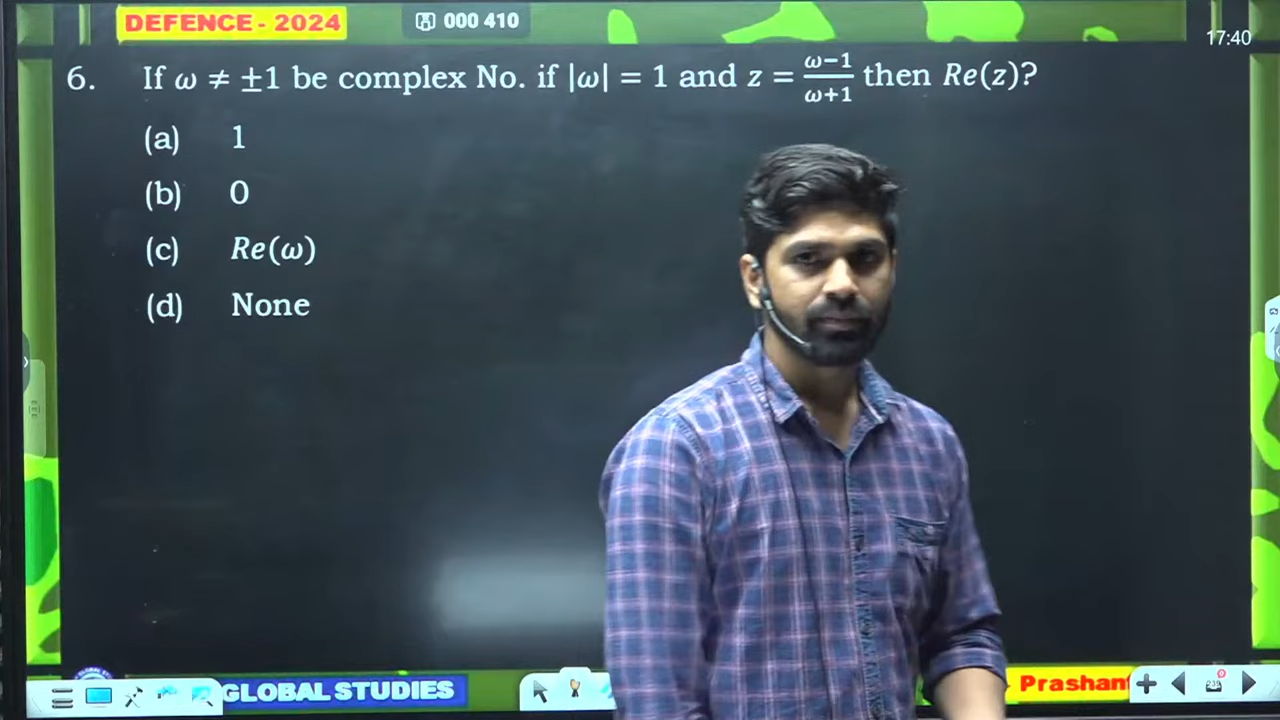 DEFENCE - 2024
000 410
17:40
6. If ω ≠ ±1 be complex No. if |ω| = 1 and z = ω−1/ω+1 then Re(z)?
(a) 1
(b) 0
(c) Re(ω)
(d) None
GLOBAL STUDIES
Prashant